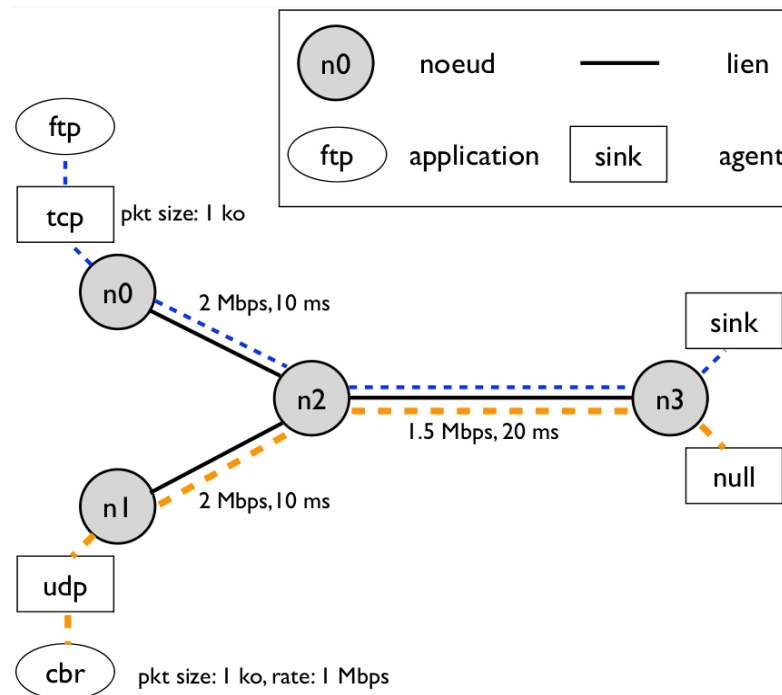 n0 noeud lien
ftp application sink agent
ftp
tcp pkt size: 1 ko
n0
2 Mbps, 10 ms
sink
n2
n3
1.5 Mbps, 20 ms
null
n1
2 Mbps, 10 ms
udp
cbr pkt size: 1 ko, rate: 1 Mbps